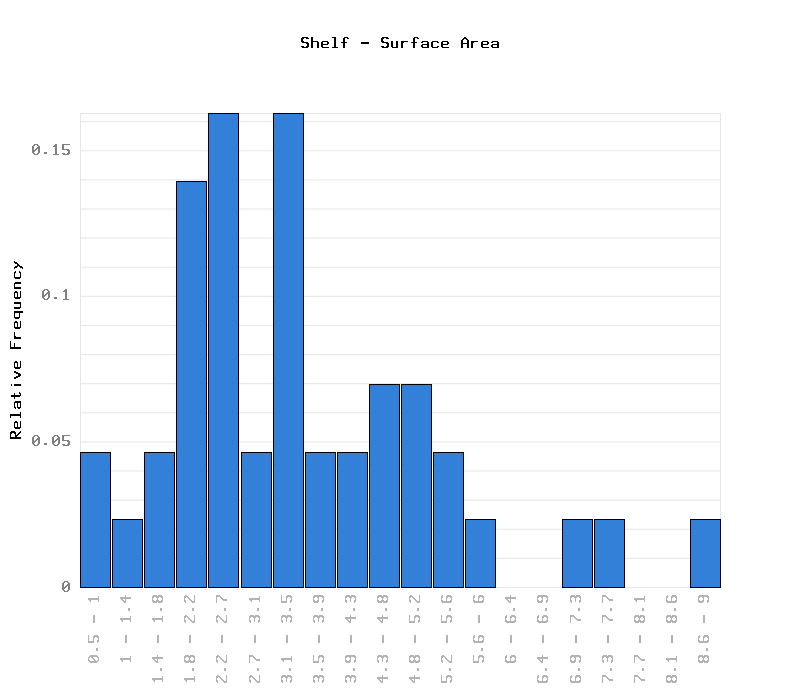 Shelf - Surface Area
Relative Frequency
0.15
0.1
0.05
0
0.5 - 1
1 - 1.4
1.4 - 1.8
1.8 - 2.2
2.2 - 2.7
2.7 - 3.1
3.1 - 3.5
3.5 - 3.9
3.9 - 4.3
4.3 - 4.8
4.8 - 5.2
5.2 - 5.6
5.6 - 6
6 - 6.4
6.4 - 6.9
6.9 - 7.3
7.3 - 7.7
7.7 - 8.1
8.1 - 8.6
8.6 - 9